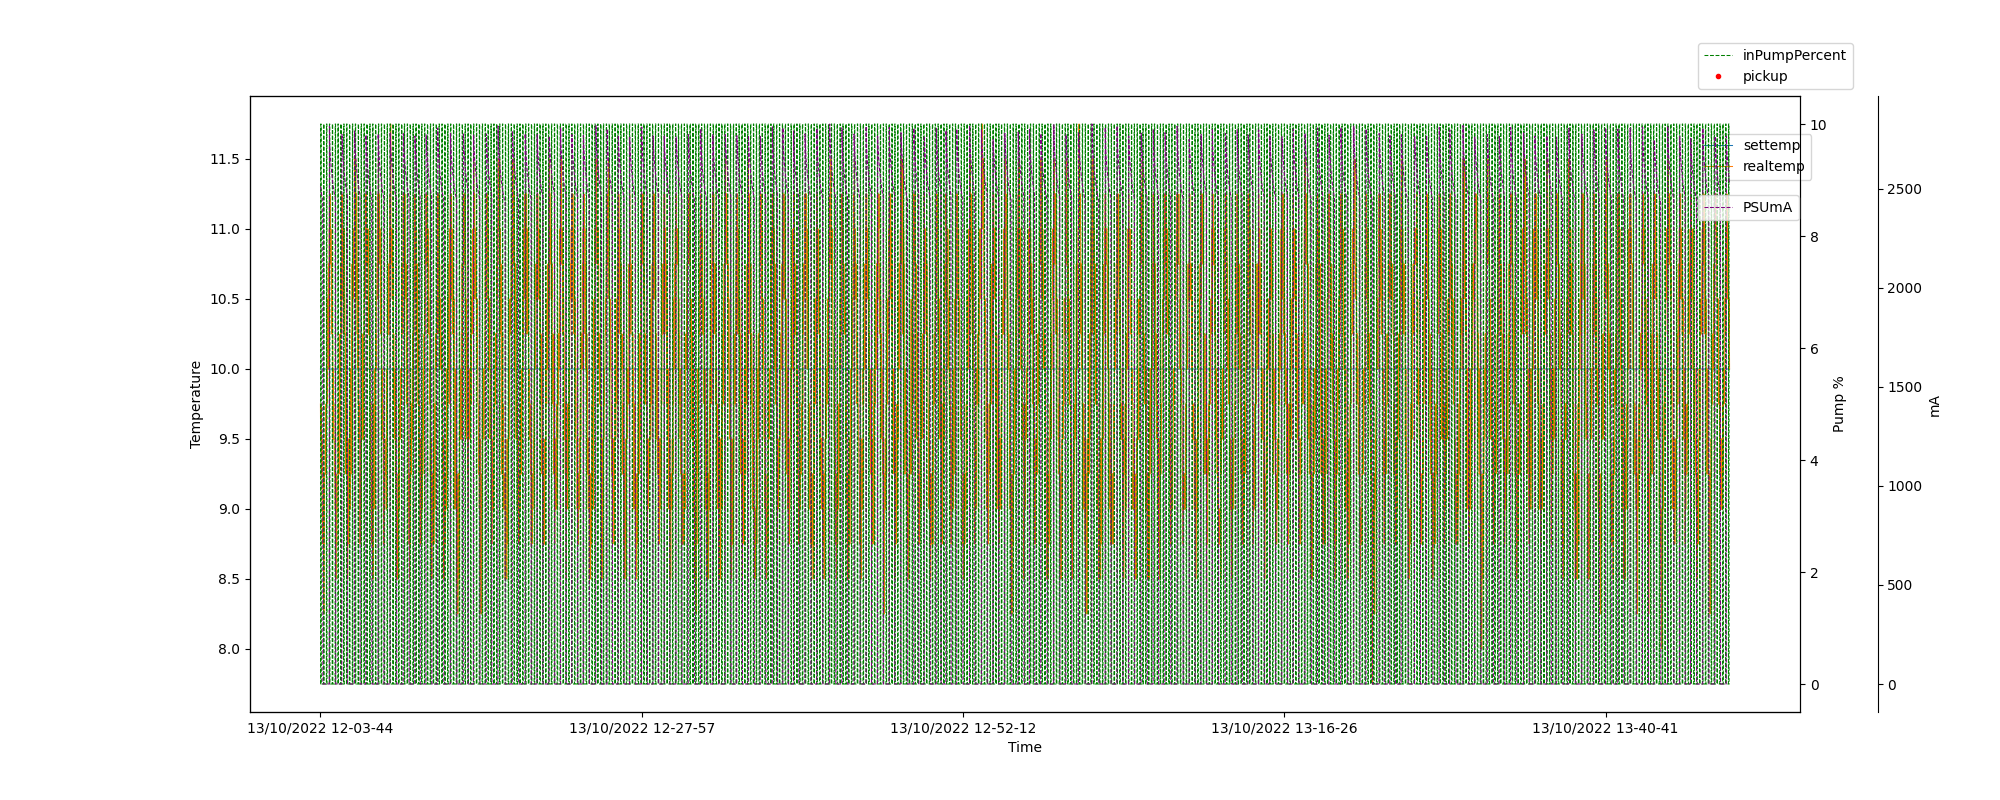 inPumpPercent
pickup
settemp
realtemp
PSUmA
11.5
11.0
10.5
10.0
9.5
9.0
8.5
8.0
Temperature
10
8
6
4
2
0
Pump %
2500
2000
1500
1000
500
0
mA
13/10/2022 12-03-44
13/10/2022 12-27-57
13/10/2022 12-52-12
13/10/2022 13-16-26
13/10/2022 13-40-41
Time